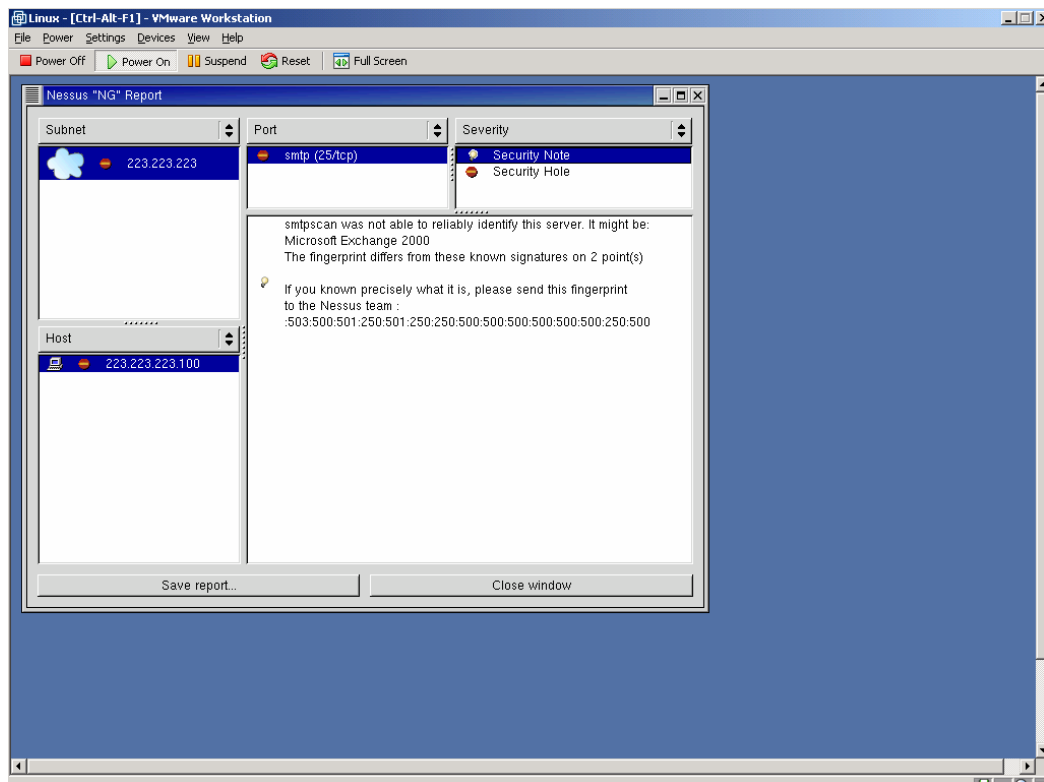 Linux - [Ctrl-Alt-F1] - VMware Workstation
File Power Settings Devices View Help
Power Off Power On Suspend Reset Full Screen
Nessus "NG" Report
Subnet
Port
Severity
223.223.223
smtp (25/tcp)
Security Note
Security Hole
smtpscan was not able to reliably identify this server. It might be:
Microsoft Exchange 2000
The fingerprint differs from these known signatures on 2 point(s)
If you known precisely what it is, please send this fingerprint
to the Nessus team :
:503:500:501:250:501:250:250:500:500:500:500:500:500:250:500
Host
223.223.223.100
Save report...
Close window